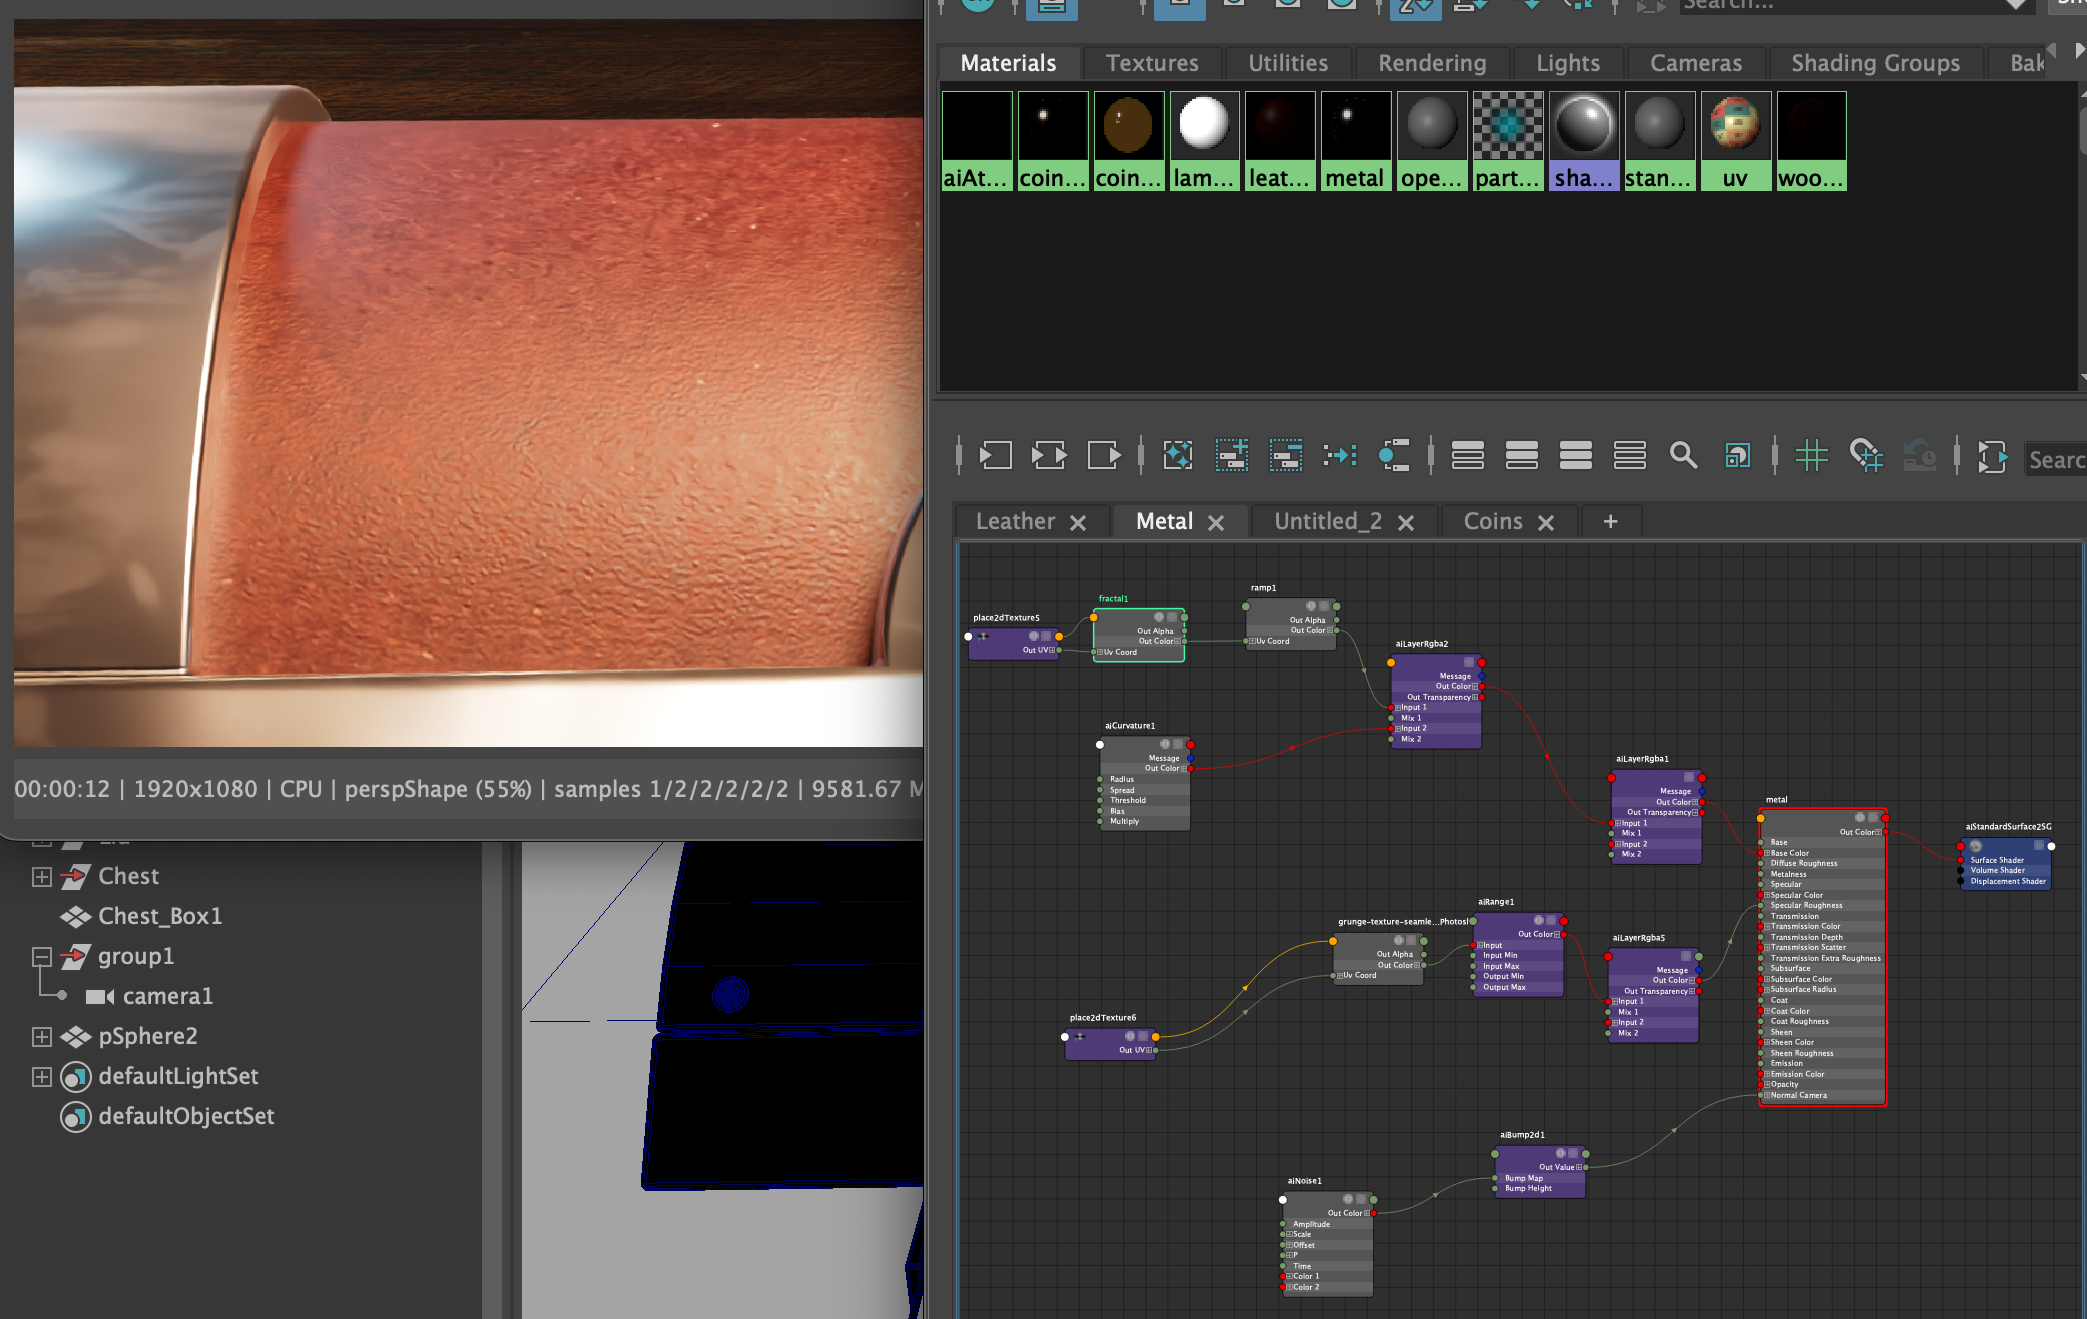 Search...
Materials
Textures
Utilities
Rendering
Lights
Cameras
Shading Groups
Bak
aiAt...
coin...
coin...
lam...
leat...
metal
ope...
part...
sha...
stan...
uv
woo...
Searc
Leather
Metal
Untitled_2
Coins
+
00:00:12 | 1920x1080 | CPU | perspShape (55%) | samples 1/2/2/2/2/2 | 9581.67 M
Chest
Chest_Box1
group1
camera1
pSphere2
defaultLightSet
defaultObjectSet
place2dTexture5
Out UV
fractal1
Out Alpha
Out Color
Uv Coord
ramp1
Out Alpha
Out Color
Uv Coord
aiLayerRgba2
Message
Out Color
Out Transparency
Input 1
Mix 1
Input 2
Mix 2
aiCurvature1
Message
Out Color
Radius
Spread
Threshold
Bias
Multiply
aiLayerRgba1
Message
Out Color
Out Transparency
Input 1
Mix 1
Input 2
Mix 2
metal
Out Color
Base
Base Color
Diffuse Roughness
Metalness
Specular
Specular Color
Specular Roughness
Transmission
Transmission Color
Transmission Depth
Transmission Scatter
Transmission Extra Roughness
Subsurface
Subsurface Color
Subsurface Radius
Coat
Coat Color
Coat Roughness
Sheen
Sheen Color
Sheen Roughness
Emission
Emission Color
Opacity
Normal Camera
aiStandardSurface2SG
Surface Shader
Volume Shader
Displacement Shader
grunge-texture-seamle...Photosh
Out Alpha
Out Color
Uv Coord
aiRange1
Out Color
Input
Input Min
Input Max
Output Min
Output Max
aiLayerRgba5
Message
Out Color
Out Transparency
Input 1
Mix 1
Input 2
Mix 2
place2dTexture6
Out UV
aiBump2d1
Out Value
Bump Map
Bump Height
aiNoise1
Out Color
Amplitude
Scale
Offset
P
Time
Color 1
Color 2